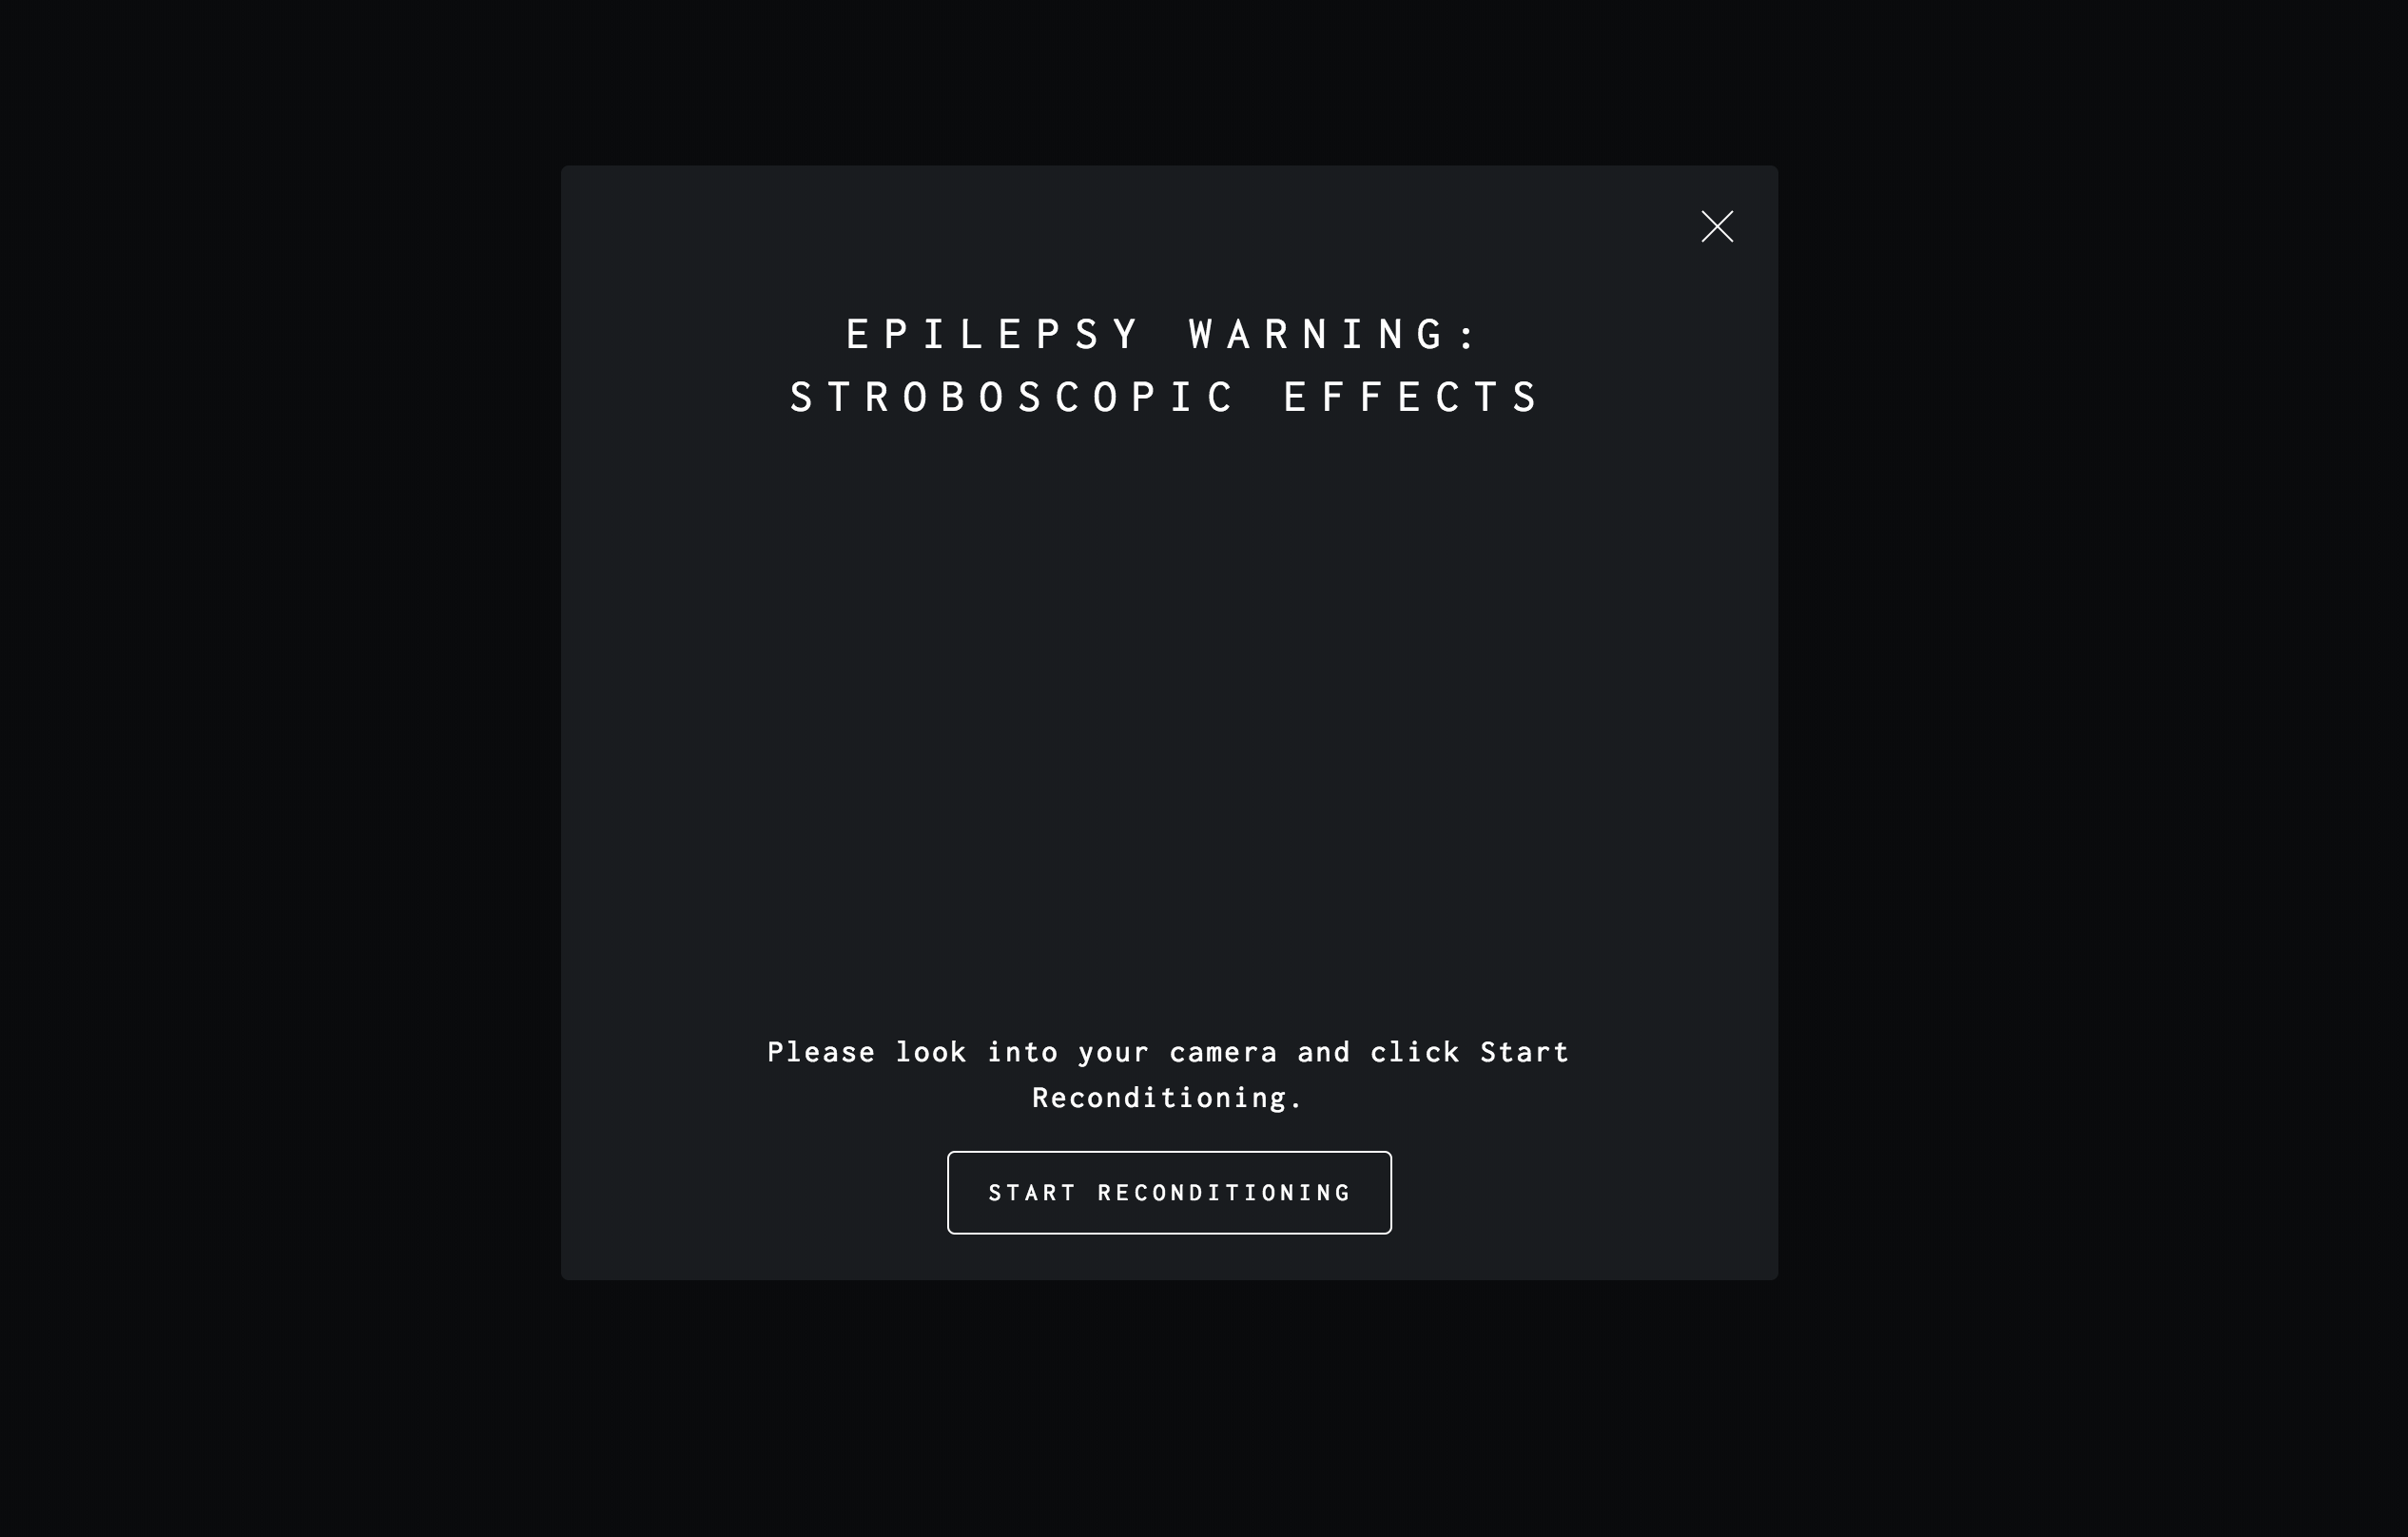 EPILEPSY WARNING:
STROBOSCOPIC EFFECTS
Please look into your camera and click Start
Reconditioning.
START RECONDITIONING